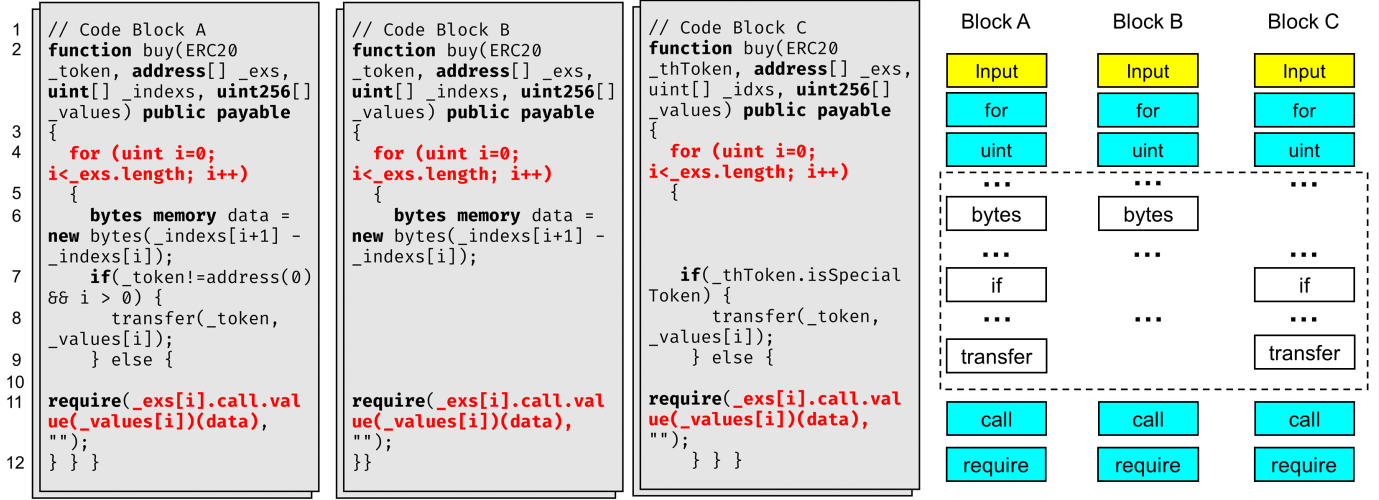 1
2
3
4
5
6
7
8
9
10
11
12
// Code Block A
function buy(ERC20
_token, address[] _exs,
uint[] _indexs, uint256[]
_values) public payable
{
for (uint i=0;
i<_exs.length; i++)
{
bytes memory data =
new bytes(_indexs[i+1] -
_indexs[i]);
if(_token!=address(0)
&& i > 0) {
transfer(_token,
_values[i]);
} else {
require(_exs[i].call.val
ue(_values[i])(data),
"");
} } }
// Code Block B
function buy(ERC20
_token, address[] _exs,
uint[] _indexs, uint256[]
_values) public payable
{
for (uint i=0;
i<_exs.length; i++)
{
bytes memory data =
new bytes(_indexs[i+1] -
_indexs[i]);
require(_exs[i].call.val
ue(_values[i])(data),
"");
}}
// Code Block C
function buy(ERC20
_thToken, address[] _exs,
uint[] _idxs, uint256[]
_values) public payable
{
for (uint i=0;
i<_exs.length; i++)
{
if(_thToken.isSpecial
Token) {
transfer(_token,
_values[i]);
} else {
require(_exs[i].call.va
lue(_values[i])(data),
"");
} } }
Block A Block B Block C
Input Input Input
for for for
uint uint uint
... ... ...
bytes bytes
... ... ...
if if
... ... ...
transfer transfer
call call call
require require require